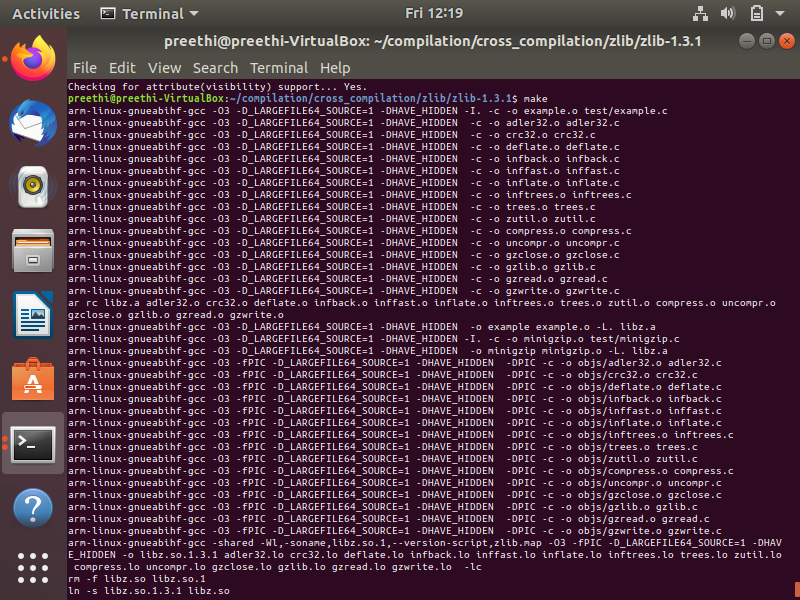 Activities Terminal Fri 12:19
preethi@preethi-VirtualBox: ~/compilation/cross_compilation/zlib/zlib-1.3.1
File Edit View Search Terminal Help
Checking for attribute(visibility) support... Yes.
preethi@preethi-VirtualBox:~/compilation/cross_compilation/zlib/zlib-1.3.1$ make
arm-linux-gnueabihf-gcc -O3 -D_LARGEFILE64_SOURCE=1 -DHAVE_HIDDEN -I. -c -o example.o test/example.c
arm-linux-gnueabihf-gcc -O3 -D_LARGEFILE64_SOURCE=1 -DHAVE_HIDDEN  -c -o adler32.o adler32.c
arm-linux-gnueabihf-gcc -O3 -D_LARGEFILE64_SOURCE=1 -DHAVE_HIDDEN  -c -o crc32.o crc32.c
arm-linux-gnueabihf-gcc -O3 -D_LARGEFILE64_SOURCE=1 -DHAVE_HIDDEN  -c -o deflate.o deflate.c
arm-linux-gnueabihf-gcc -O3 -D_LARGEFILE64_SOURCE=1 -DHAVE_HIDDEN  -c -o infback.o infback.c
arm-linux-gnueabihf-gcc -O3 -D_LARGEFILE64_SOURCE=1 -DHAVE_HIDDEN  -c -o inffast.o inffast.c
arm-linux-gnueabihf-gcc -O3 -D_LARGEFILE64_SOURCE=1 -DHAVE_HIDDEN  -c -o inflate.o inflate.c
arm-linux-gnueabihf-gcc -O3 -D_LARGEFILE64_SOURCE=1 -DHAVE_HIDDEN  -c -o inftrees.o inftrees.c
arm-linux-gnueabihf-gcc -O3 -D_LARGEFILE64_SOURCE=1 -DHAVE_HIDDEN  -c -o trees.o trees.c
arm-linux-gnueabihf-gcc -O3 -D_LARGEFILE64_SOURCE=1 -DHAVE_HIDDEN  -c -o zutil.o zutil.c
arm-linux-gnueabihf-gcc -O3 -D_LARGEFILE64_SOURCE=1 -DHAVE_HIDDEN  -c -o compress.o compress.c
arm-linux-gnueabihf-gcc -O3 -D_LARGEFILE64_SOURCE=1 -DHAVE_HIDDEN  -c -o uncompr.o uncompr.c
arm-linux-gnueabihf-gcc -O3 -D_LARGEFILE64_SOURCE=1 -DHAVE_HIDDEN  -c -o gzclose.o gzclose.c
arm-linux-gnueabihf-gcc -O3 -D_LARGEFILE64_SOURCE=1 -DHAVE_HIDDEN  -c -o gzlib.o gzlib.c
arm-linux-gnueabihf-gcc -O3 -D_LARGEFILE64_SOURCE=1 -DHAVE_HIDDEN  -c -o gzread.o gzread.c
arm-linux-gnueabihf-gcc -O3 -D_LARGEFILE64_SOURCE=1 -DHAVE_HIDDEN  -c -o gzwrite.o gzwrite.c
ar rc libz.a adler32.o crc32.o deflate.o infback.o inffast.o inflate.o inftrees.o trees.o zutil.o compress.o uncompr.o
gzclose.o gzlib.o gzread.o gzwrite.o
arm-linux-gnueabihf-gcc -O3 -D_LARGEFILE64_SOURCE=1 -DHAVE_HIDDEN  -o example example.o -L. libz.a
arm-linux-gnueabihf-gcc -O3 -D_LARGEFILE64_SOURCE=1 -DHAVE_HIDDEN -I. -c -o minigzip.o test/minigzip.c
arm-linux-gnueabihf-gcc -O3 -D_LARGEFILE64_SOURCE=1 -DHAVE_HIDDEN  -o minigzip minigzip.o -L. libz.a
arm-linux-gnueabihf-gcc -O3 -fPIC -D_LARGEFILE64_SOURCE=1 -DHAVE_HIDDEN  -DPIC -c -o objs/adler32.o adler32.c
arm-linux-gnueabihf-gcc -O3 -fPIC -D_LARGEFILE64_SOURCE=1 -DHAVE_HIDDEN  -DPIC -c -o objs/crc32.o crc32.c
arm-linux-gnueabihf-gcc -O3 -fPIC -D_LARGEFILE64_SOURCE=1 -DHAVE_HIDDEN  -DPIC -c -o objs/deflate.o deflate.c
arm-linux-gnueabihf-gcc -O3 -fPIC -D_LARGEFILE64_SOURCE=1 -DHAVE_HIDDEN  -DPIC -c -o objs/infback.o infback.c
arm-linux-gnueabihf-gcc -O3 -fPIC -D_LARGEFILE64_SOURCE=1 -DHAVE_HIDDEN  -DPIC -c -o objs/inffast.o inffast.c
arm-linux-gnueabihf-gcc -O3 -fPIC -D_LARGEFILE64_SOURCE=1 -DHAVE_HIDDEN  -DPIC -c -o objs/inflate.o inflate.c
arm-linux-gnueabihf-gcc -O3 -fPIC -D_LARGEFILE64_SOURCE=1 -DHAVE_HIDDEN  -DPIC -c -o objs/inftrees.o inftrees.c
arm-linux-gnueabihf-gcc -O3 -fPIC -D_LARGEFILE64_SOURCE=1 -DHAVE_HIDDEN  -DPIC -c -o objs/trees.o trees.c
arm-linux-gnueabihf-gcc -O3 -fPIC -D_LARGEFILE64_SOURCE=1 -DHAVE_HIDDEN  -DPIC -c -o objs/zutil.o zutil.c
arm-linux-gnueabihf-gcc -O3 -fPIC -D_LARGEFILE64_SOURCE=1 -DHAVE_HIDDEN  -DPIC -c -o objs/compress.o compress.c
arm-linux-gnueabihf-gcc -O3 -fPIC -D_LARGEFILE64_SOURCE=1 -DHAVE_HIDDEN  -DPIC -c -o objs/uncompr.o uncompr.c
arm-linux-gnueabihf-gcc -O3 -fPIC -D_LARGEFILE64_SOURCE=1 -DHAVE_HIDDEN  -DPIC -c -o objs/gzclose.o gzclose.c
arm-linux-gnueabihf-gcc -O3 -fPIC -D_LARGEFILE64_SOURCE=1 -DHAVE_HIDDEN  -DPIC -c -o objs/gzlib.o gzlib.c
arm-linux-gnueabihf-gcc -O3 -fPIC -D_LARGEFILE64_SOURCE=1 -DHAVE_HIDDEN  -DPIC -c -o objs/gzread.o gzread.c
arm-linux-gnueabihf-gcc -O3 -fPIC -D_LARGEFILE64_SOURCE=1 -DHAVE_HIDDEN  -DPIC -c -o objs/gzwrite.o gzwrite.c
arm-linux-gnueabihf-gcc -shared -Wl,-soname,libz.so.1,--version-script,zlib.map -O3 -fPIC -D_LARGEFILE64_SOURCE=1 -DHAV
E_HIDDEN -o libz.so.1.3.1 adler32.lo crc32.lo deflate.lo infback.lo inffast.lo inflate.lo inftrees.lo trees.lo zutil.lo
compress.lo uncompr.lo gzclose.lo gzlib.lo gzread.lo gzwrite.lo  -lc
rm -f libz.so libz.so.1
ln -s libz.so.1.3.1 libz.so